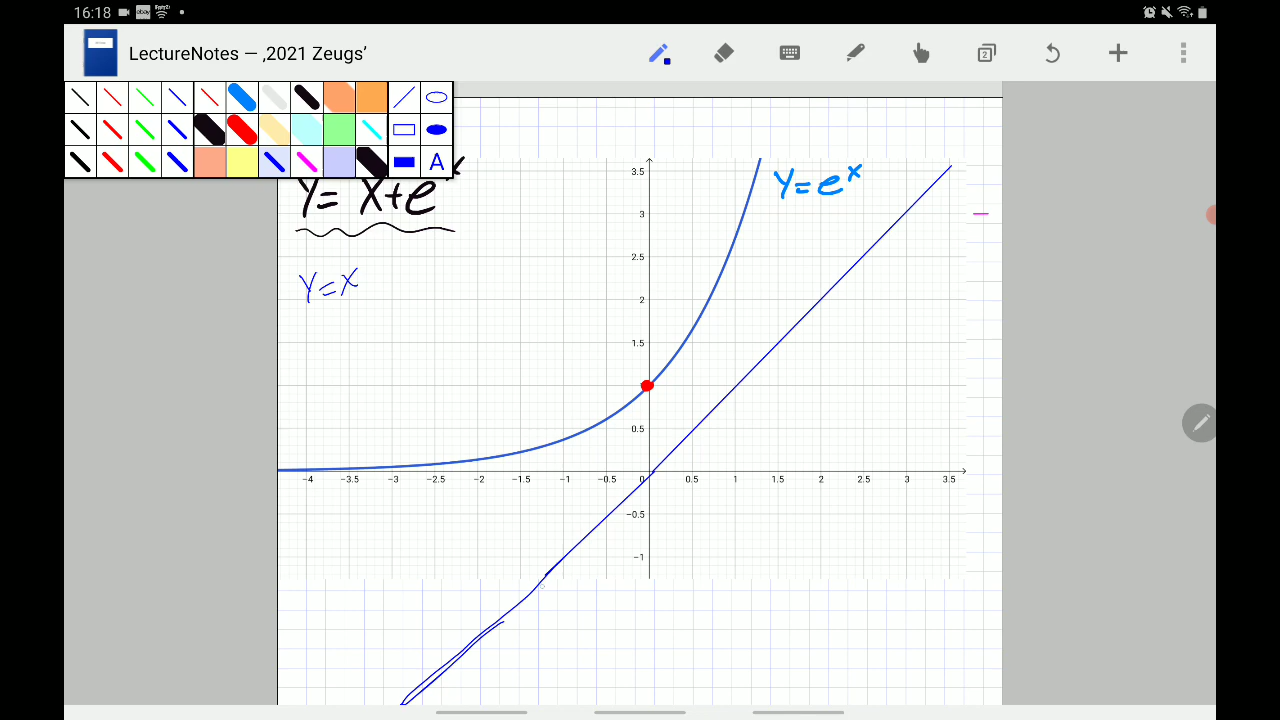 16:18
LectureNotes — ‚2021 Zeugs’
2
A
Y= X+e^x
Y=X
Y=e^x
3.5
3
2.5
2
1.5
0.5
−4 −3.5 −3 −2.5 −2 −1.5 −1 −0.5 0 0.5 1 1.5 2 2.5 3 3.5
−0.5
−1